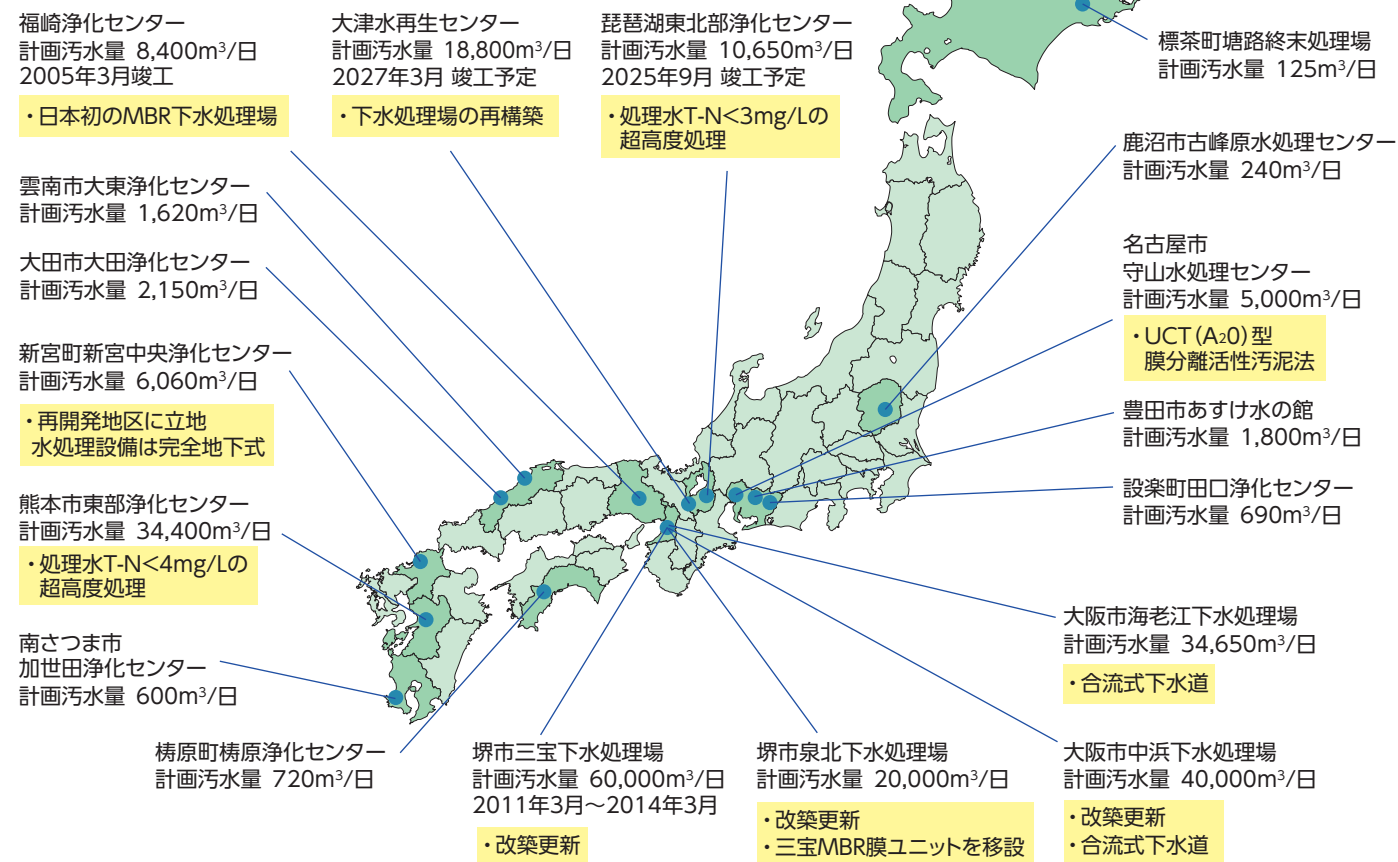 福崎浄化センター
計画汚水量 8,400m³/日
2005年3月竣工
・日本初のMBR下水処理場
大津水再生センター
計画汚水量 18,800m³/日
2027年3月 竣工予定
・下水処理場の再構築
琵琶湖東北部浄化センター
計画汚水量 10,650m³/日
2025年9月 竣工予定
・処理水T-N<3mg/Lの
超高度処理
標茶町塘路終末処理場
計画汚水量 125m³/日
鹿沼市古峰原水処理センター
計画汚水量 240m³/日
雲南市大東浄化センター
計画汚水量 1,620m³/日
大田市大田浄化センター
計画汚水量 2,150m³/日
名古屋市
守山水処理センター
計画汚水量 5,000m³/日
・UCT(A₂0)型
膜分離活性汚泥法
新宮町新宮中央浄化センター
計画汚水量 6,060m³/日
・再開発地区に立地
水処理設備は完全地下式
豊田市あすけ水の館
計画汚水量 1,800m³/日
設楽町田口浄化センター
計画汚水量 690m³/日
熊本市東部浄化センター
計画汚水量 34,400m³/日
・処理水T-N<4mg/Lの
超高度処理
南さつま市
加世田浄化センター
計画汚水量 600m³/日
大阪市海老江下水処理場
計画汚水量 34,650m³/日
・合流式下水道
梼原町梼原浄化センター
計画汚水量 720m³/日
堺市三宝下水処理場
計画汚水量 60,000m³/日
2011年3月～2014年3月
・改築更新
堺市泉北下水処理場
計画汚水量 20,000m³/日
・改築更新
・三宝MBR膜ユニットを移設
大阪市中浜下水処理場
計画汚水量 40,000m³/日
・改築更新
・合流式下水道